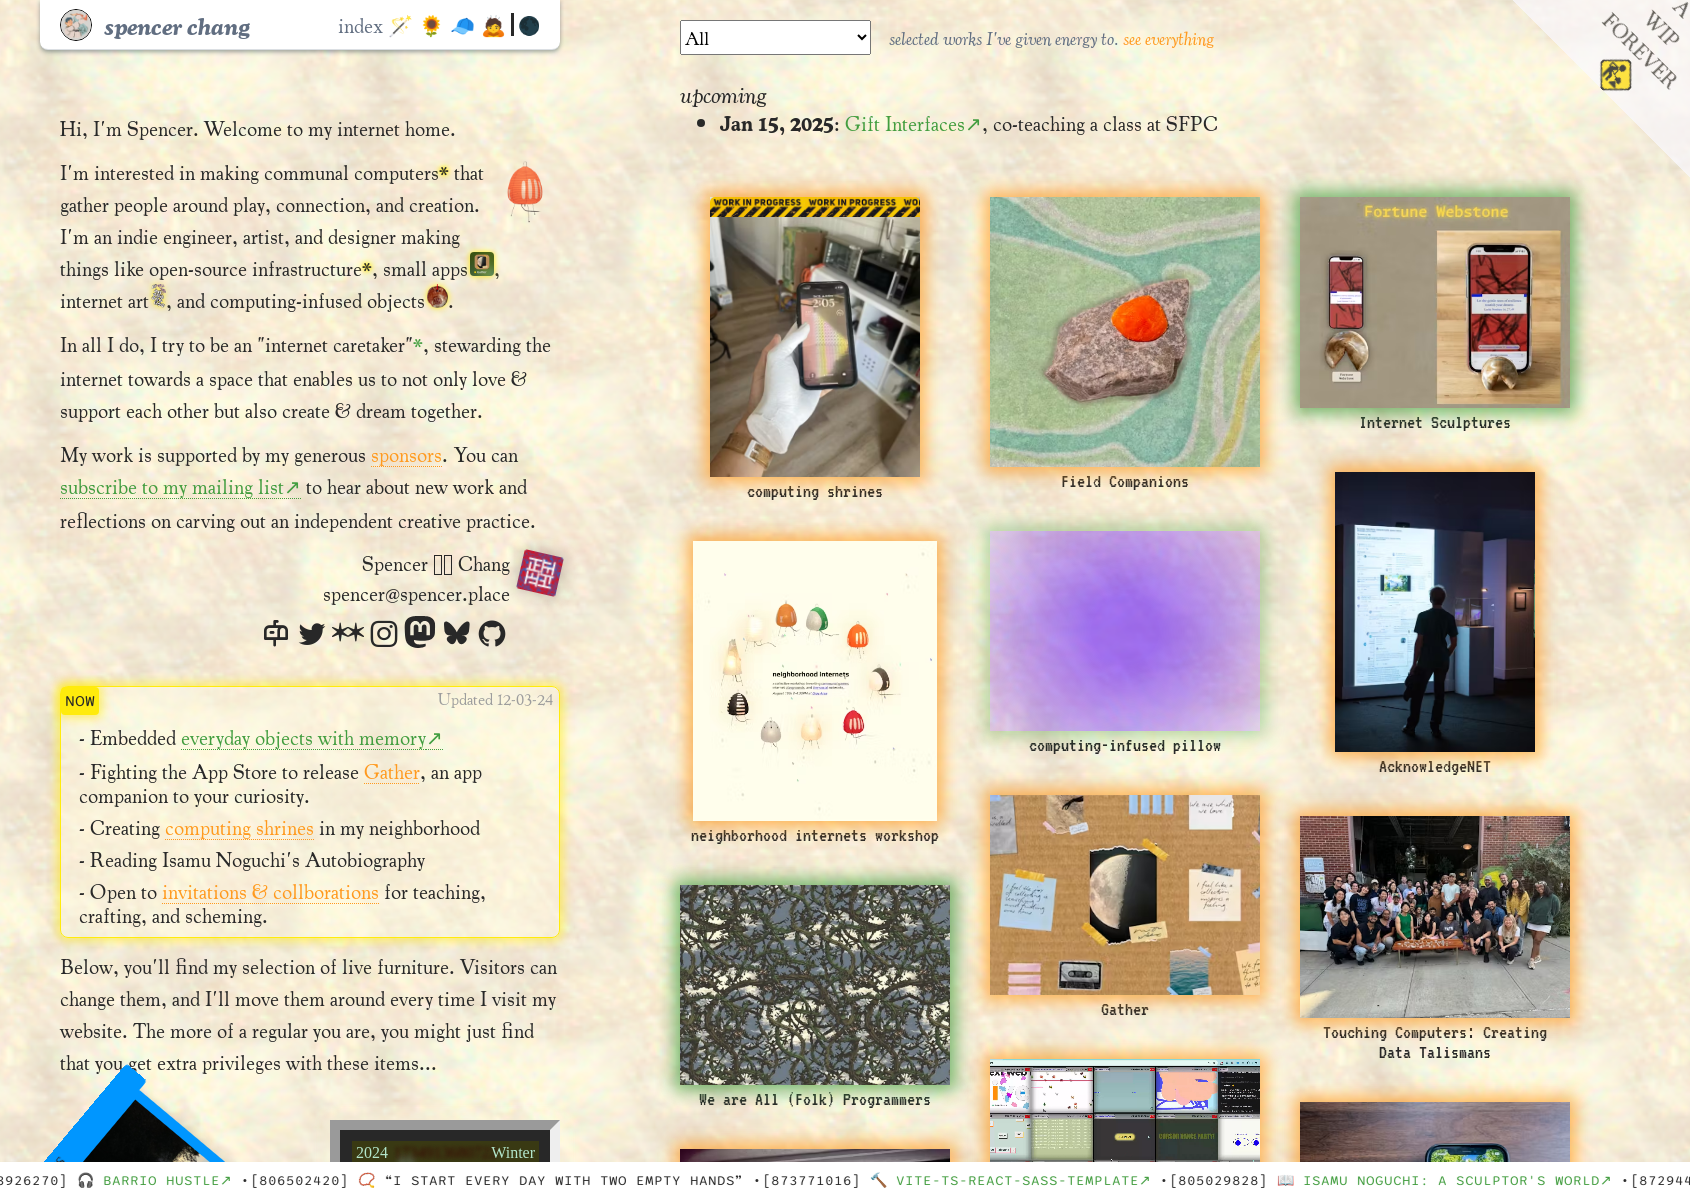 spencer chang
index
Hi, I'm Spencer. Welcome to my internet home.
I'm interested in making communal computers* that
gather people around play, connection, and creation.
I'm an indie engineer, artist, and designer making
things like open-source infrastructure*, small apps,
internet art, and computing-infused objects.
In all I do, I try to be an "internet caretaker"*, stewarding the
internet towards a space that enables us to not only love &
support each other but also create & dream together.
My work is supported by my generous sponsors. You can
subscribe to my mailing list↗ to hear about new work and
reflections on carving out an independent creative practice.
Spencer Chang
spencer@spencer.place
NOW
Updated 12-03-24
- Embedded everyday objects with memory↗
- Fighting the App Store to release Gather, an app
companion to your curiosity.
- Creating computing shrines in my neighborhood
- Reading Isamu Noguchi's Autobiography
- Open to invitations & collborations for teaching,
crafting, and scheming.
Below, you'll find my selection of live furniture. Visitors can
change them, and I'll move them around every time I visit my
website. The more of a regular you are, you might just find
that you get extra privileges with these items...
2024 Winter
All
selected works I've given energy to. see everything
A
WIP
FOREVER
upcoming
Jan 15, 2025: Gift Interfaces↗, co-teaching a class at SFPC
WORK IN PROGRESS WORK IN PROGRESS WO
2:05
computing shrines
neighborhood internets
neighborhood internets workshop
We are All (Folk) Programmers
Field Companions
computing-infused pillow
Gather
Fortune Webstone
Internet Sculptures
AcknowledgeNET
Touching Computers: Creating
Data Talismans
3926270] BARRIO HUSTLE↗ •[806502420] "I START EVERY DAY WITH TWO EMPTY HANDS" •[873771016] VITE-TS-REACT-SASS-TEMPLATE↗ •[805029828] ISAMU NOGUCHI: A SCULPTOR'S WORLD↗ •[87294